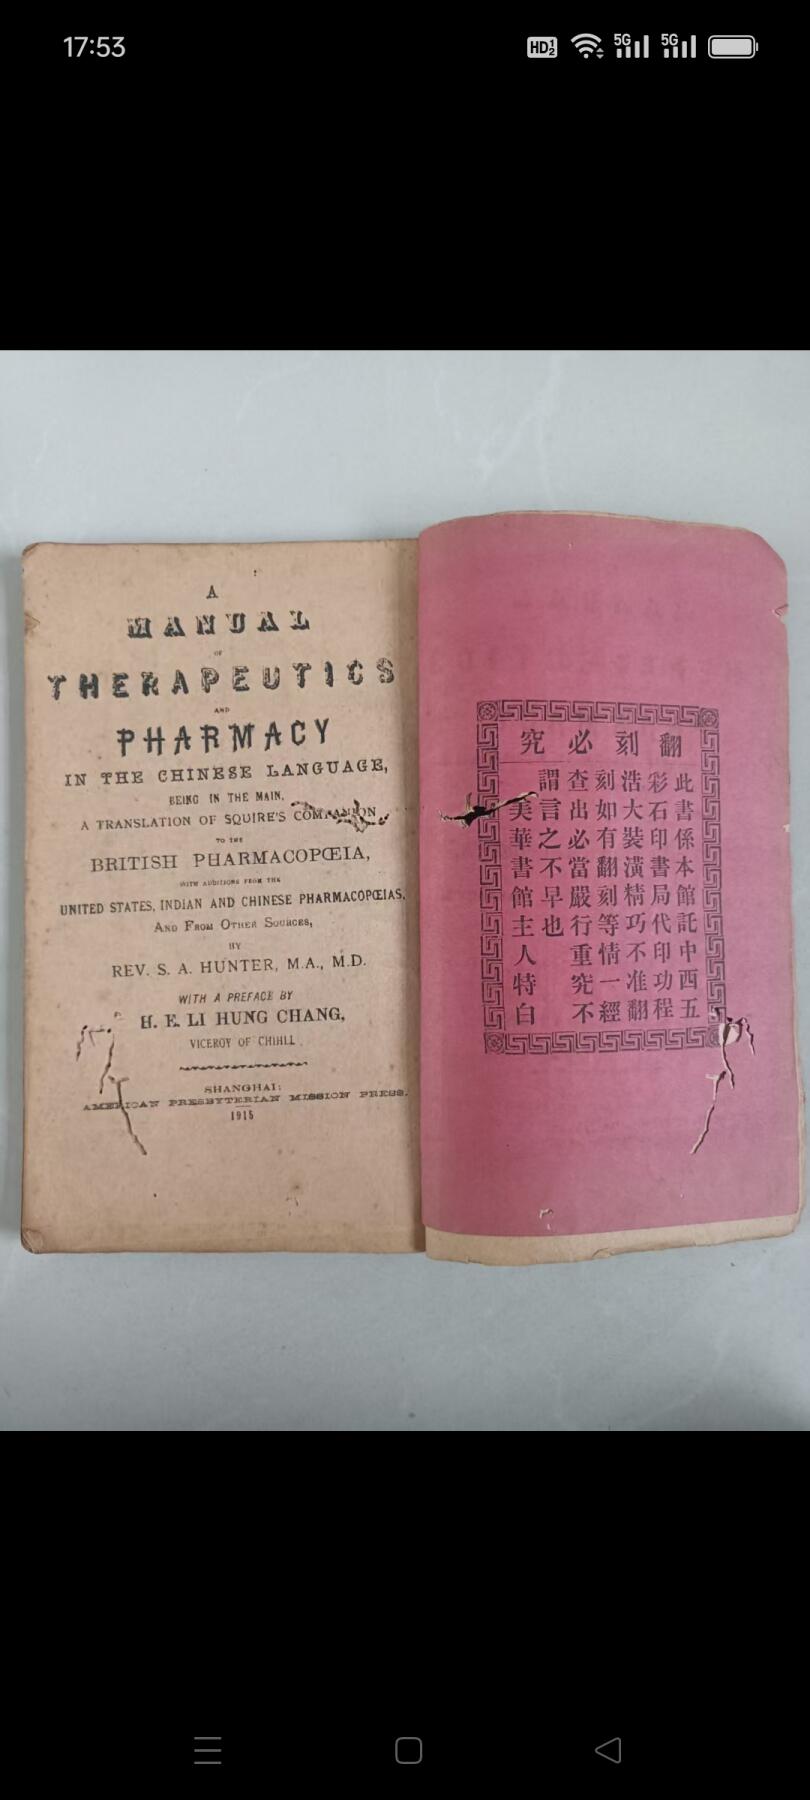 17:53
HD 1 2
5G
5G
A
MANUAL
OF
THERAPEUTICS
AND
PHARMACY
IN THE CHINESE LANGUAGE,
BEING IN THE MAIN,
A TRANSLATION OF SQUIRE'S COMPANION
TO THE
BRITISH PHARMACOPŒIA,
WITH ADDITIONS FROM THE
UNITED STATES, INDIAN AND CHINESE PHARMACOPŒIAS,
AND FROM OTHER SOURCES,
BY
REV. S. A. HUNTER, M.A., M.D.
WITH A PREFACE BY
H. E. LI HUNG CHANG,
VICEROY OF CHIHLI.
SHANGHAI:
AMERICAN PRESBYTERIAN MISSION PRESS.
1915
翻刻必究
此書係本館託中西五
彩石印書局代印功程
浩大裝潢精巧不准翻
刻如有翻刻等情一經
查出必當嚴行重究不
謂言之不早也
美華書館主人特白